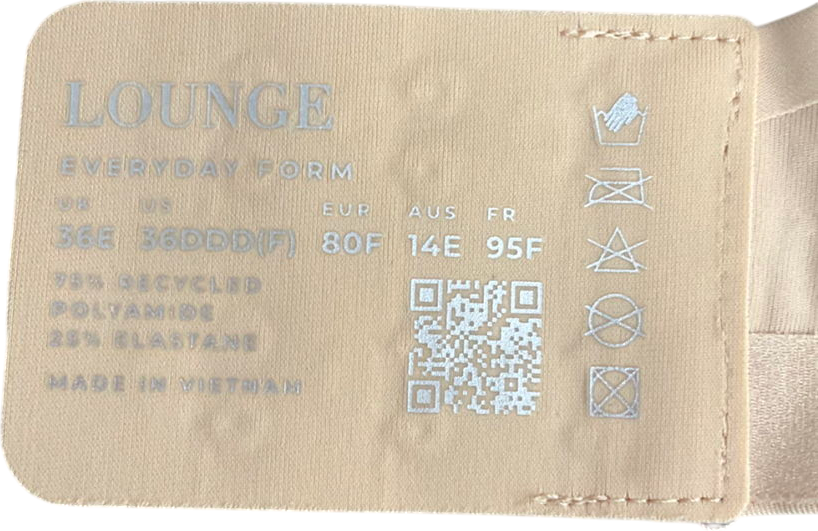 LOUNGE
EVERYDAY FORM
UK US EUR AUS FR
36E 36DDD(F) 80F 14E 95F
75% RECYCLED
POLYAMIDE
25% ELASTANE
MADE IN VIETNAM